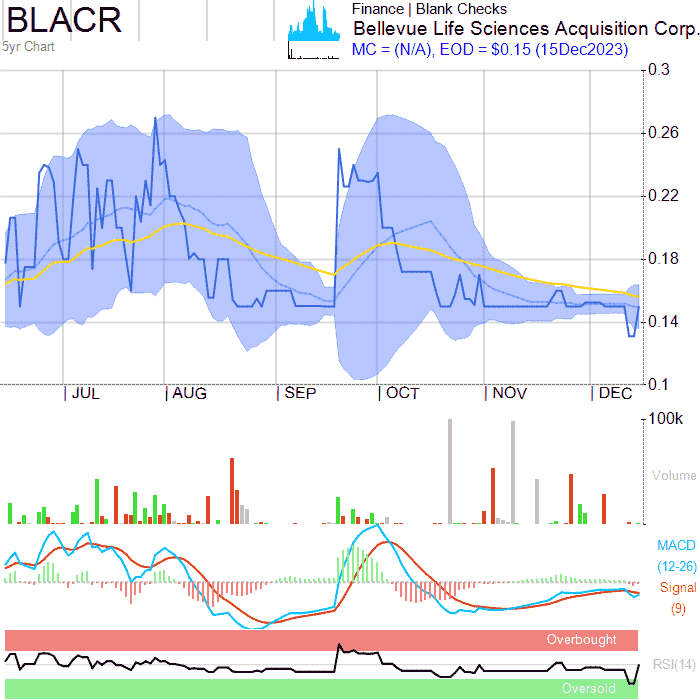 BLACR
5yr Chart
Finance | Blank Checks
Bellevue Life Sciences Acquisition Corp.
MC = (N/A), EOD = $0.15 (15Dec2023)
0.3
0.26
0.22
0.18
0.14
0.1
JUL AUG SEP OCT NOV DEC
100k
Volume
MACD
(12-26)
Signal
(9)
Overbought
RSI(14)
Oversold